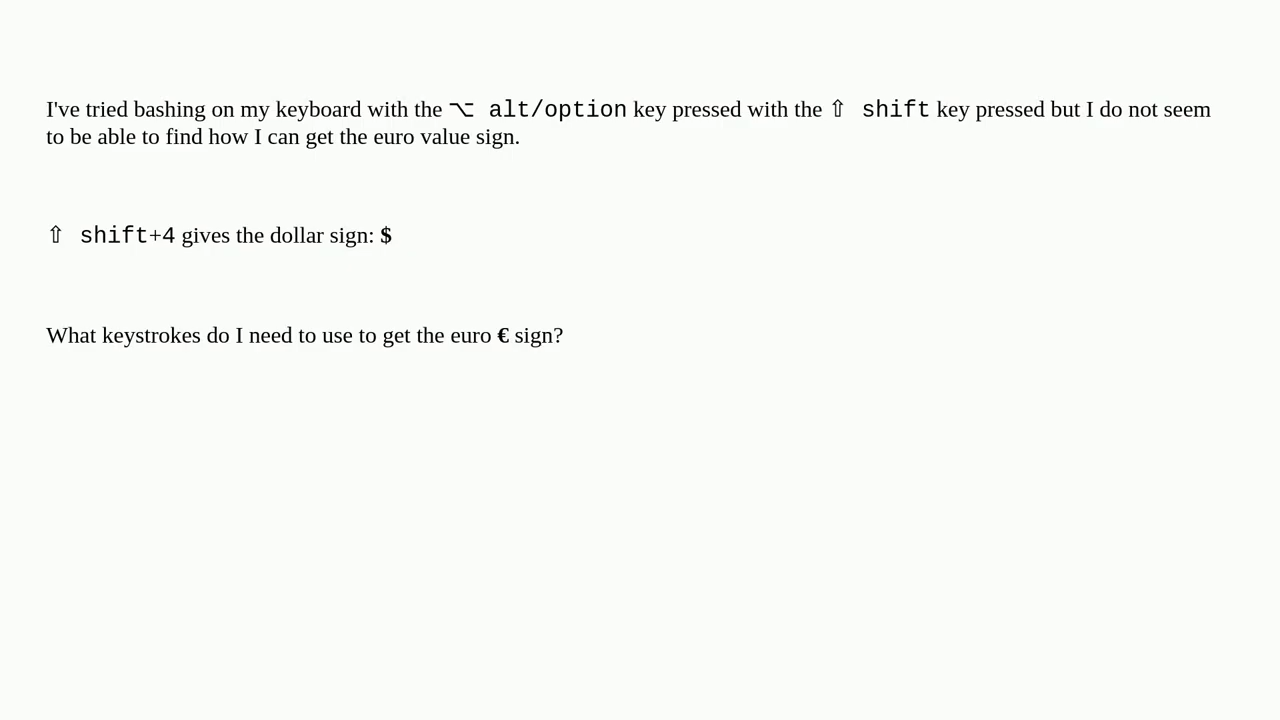 I've tried bashing on my keyboard with the ⌥ alt/option key pressed with the ⇧ shift key pressed but I do not seem
to be able to find how I can get the euro value sign.
⇧ shift+4 gives the dollar sign: $
What keystrokes do I need to use to get the euro € sign?